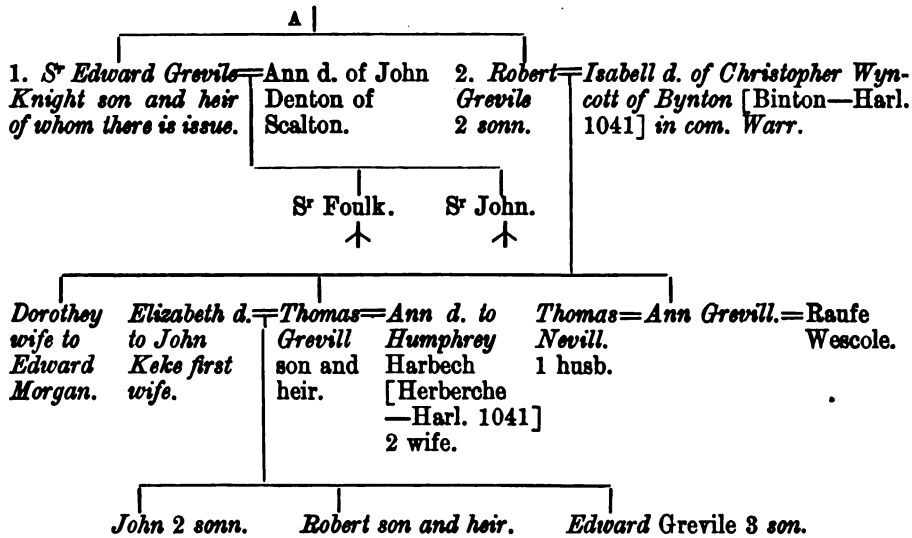 A
1. Sr Edward Grevile=Ann d. of John 2. Robert=Isabell d. of Christopher Wyn-
Knight son and heir Denton of Grevile cott of Bynton [Binton—Harl.
of whom there is issue. Scalton. 2 sonn. 1041] in com. Warr.
Sr Foulk. Sr John.
Dorothey Elizabeth d.=Thomas=Ann d. to Thomas=Ann Grevill.=Raufe
wife to to John Grevill Humphrey Nevill. Wescole.
Edward Keke first son and Harbech 1 husb.
Morgan. wife. heir. [Herberche
—Harl. 1041]
2 wife.
John 2 sonn. Robert son and heir. Edward Grevile 3 son.